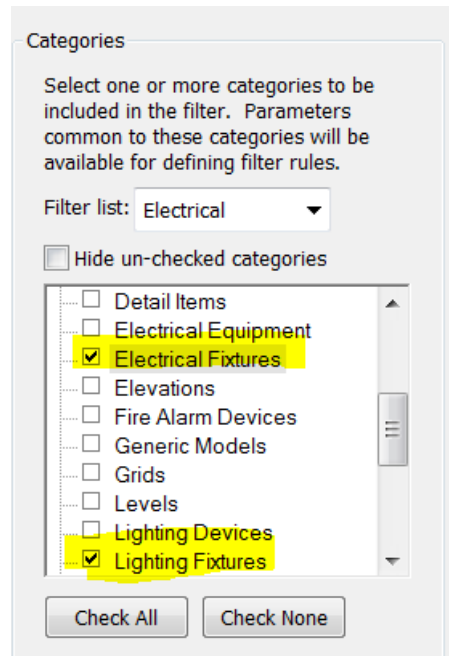 Categories
Select one or more categories to be
included in the filter. Parameters
common to these categories will be
available for defining filter rules.
Filter list: Electrical
Hide un-checked categories
Detail Items
Electrical Equipment
Electrical Fixtures
Elevations
Fire Alarm Devices
Generic Models
Grids
Levels
Lighting Devices
Lighting Fixtures
Check All Check None